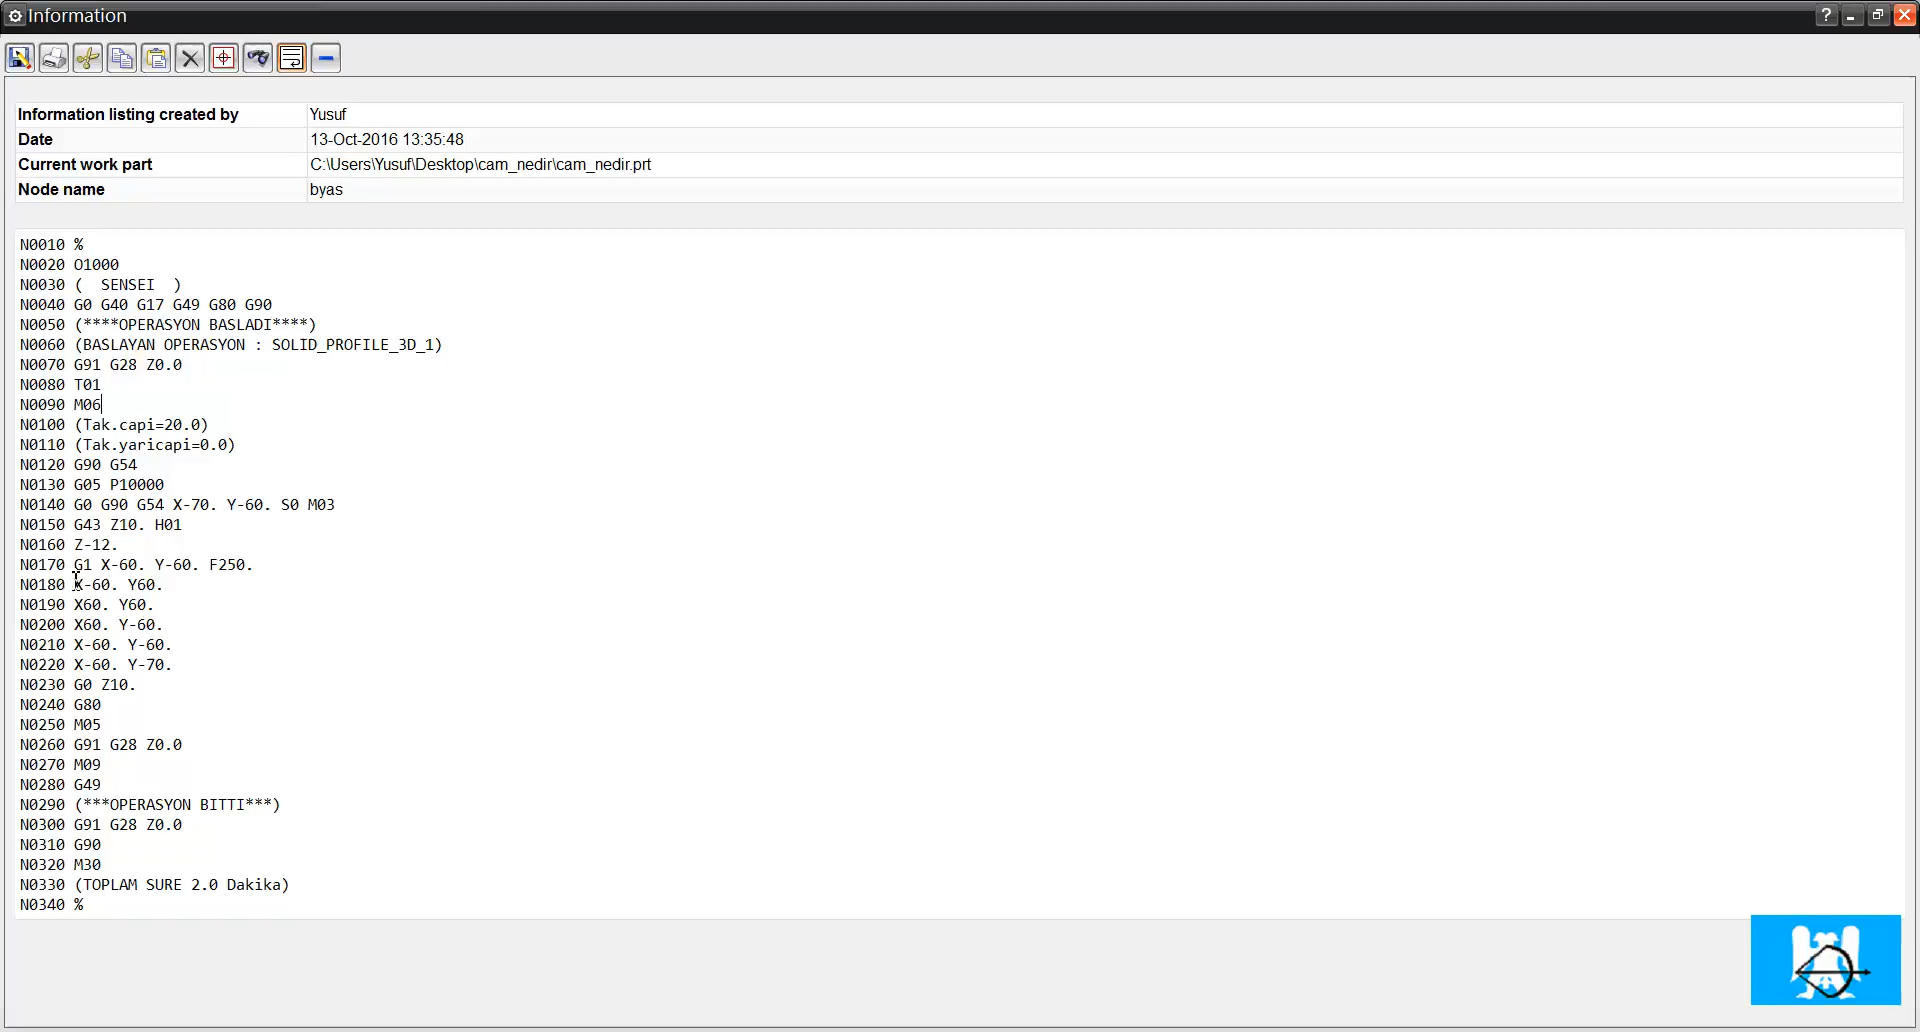 Information
Information listing created by Yusuf
Date 13-Oct-2016 13:35:48
Current work part C:\Users\Yusuf\Desktop\cam_nedir\cam_nedir.prt
Node name byas
N0010 %
N0020 O1000
N0030 (  SENSEI  )
N0040 G0 G40 G17 G49 G80 G90
N0050 (****OPERASYON BASLADI****)
N0060 (BASLAYAN OPERASYON : SOLID_PROFILE_3D_1)
N0070 G91 G28 Z0.0
N0080 T01
N0090 M06
N0100 (Tak.capi=20.0)
N0110 (Tak.yaricapi=0.0)
N0120 G90 G54
N0130 G05 P10000
N0140 G0 G90 G54 X-70. Y-60. S0 M03
N0150 G43 Z10. H01
N0160 Z-12.
N0170 G1 X-60. Y-60. F250.
N0180 X-60. Y60.
N0190 X60. Y60.
N0200 X60. Y-60.
N0210 X-60. Y-60.
N0220 X-60. Y-70.
N0230 G0 Z10.
N0240 G80
N0250 M05
N0260 G91 G28 Z0.0
N0270 M09
N0280 G49
N0290 (***OPERASYON BITTI***)
N0300 G91 G28 Z0.0
N0310 G90
N0320 M30
N0330 (TOPLAM SURE 2.0 Dakika)
N0340 %